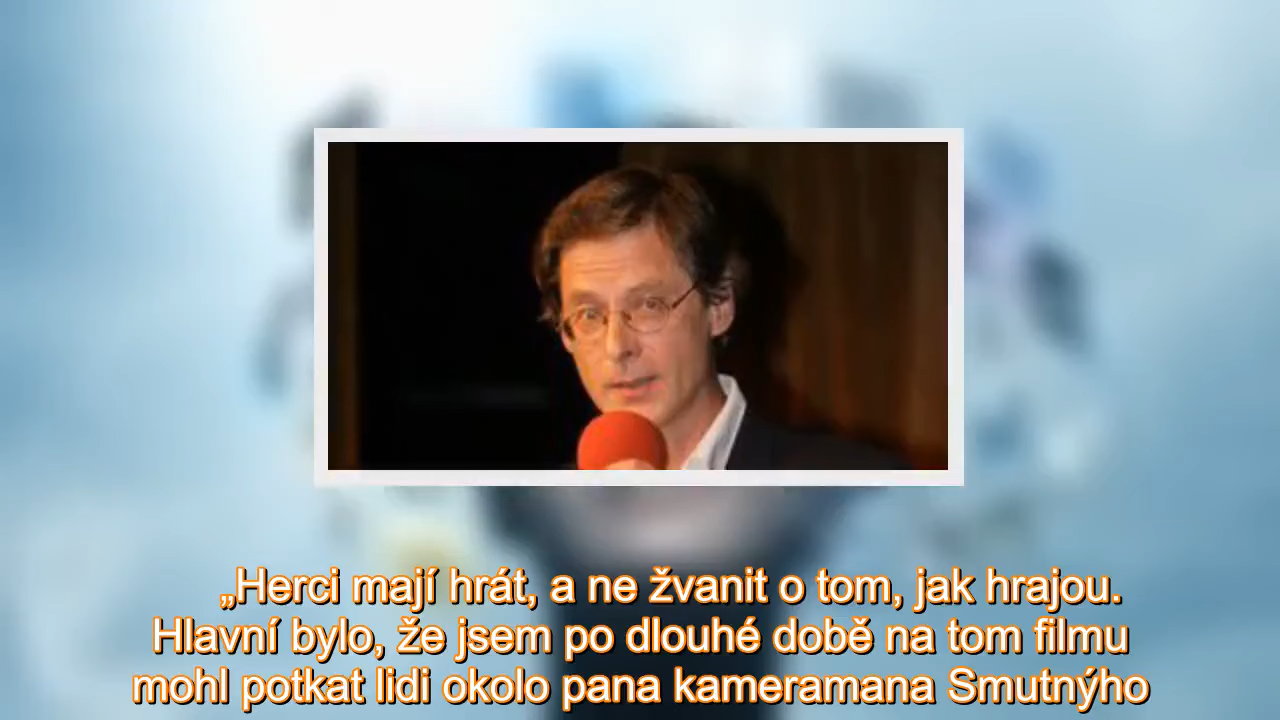 „Herci mají hrát, a ne žvanit o tom, jak hrajou.
Hlavní bylo, že jsem po dlouhé době na tom filmu
mohl potkat lidi okolo pana kameramana Smutnýho